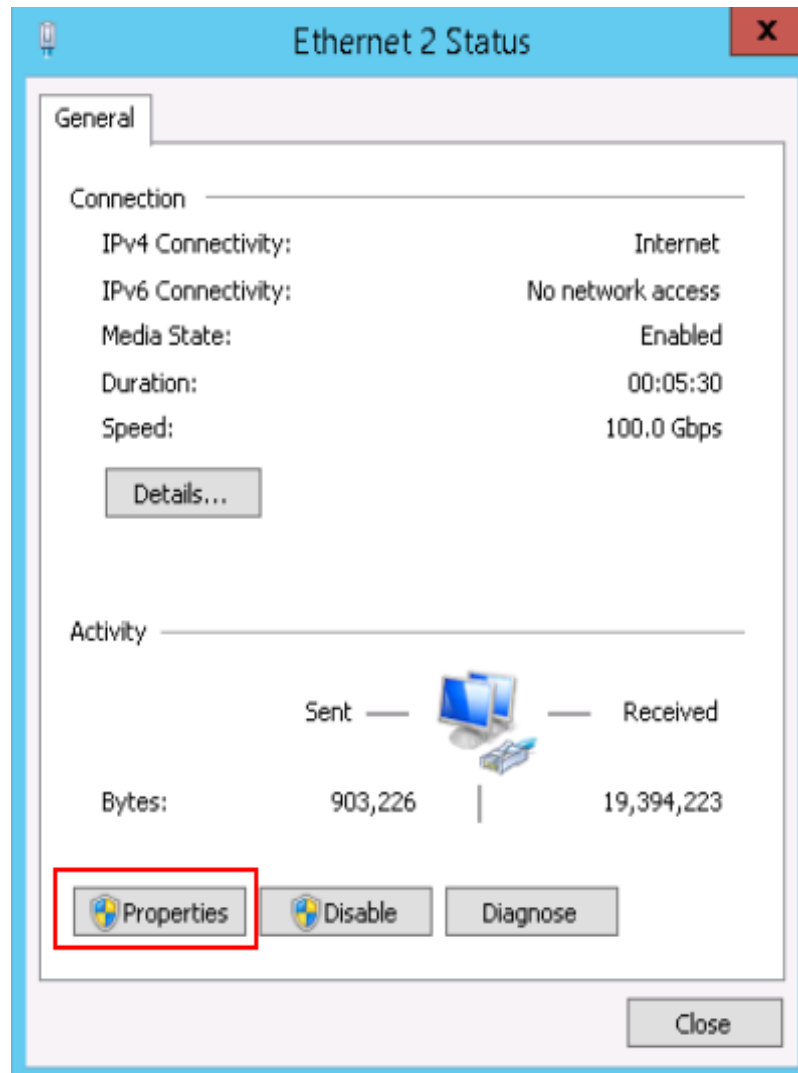 Ethernet 2 Status
x
General
Connection
IPv4 Connectivity: Internet
IPv6 Connectivity: No network access
Media State: Enabled
Duration: 00:05:30
Speed: 100.0 Gbps
Details...
Activity
Sent Received
Bytes: 903,226 19,394,223
Properties Disable Diagnose
Close